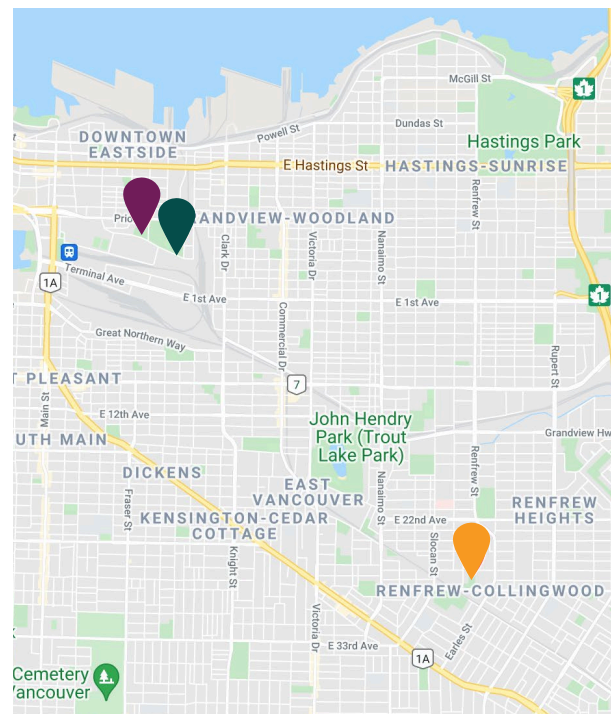 McGill St
1
Dundas St
Powell St
DOWNTOWN
EASTSIDE
Hastings Park
E Hastings St
HASTINGS-SUNRISE
Renfrew St
Prio
ANDVIEW-WOODLAND
Clark Dr
Victoria Dr
Nanaimo St
Terminal Ave
1A
1
E 1st Ave
E 1st Ave
Commercial Dr
Great Northern Way
Rupert St
T PLEASANT
7
Main St
E 12th Ave
John Hendry
Park (Trout
Lake Park)
Grandview Hw
UTH MAIN
DICKENS
Renfrew St
Nanaimo St
EAST
VANCOUVER
Fraser St
RENFREW
HEIGHTS
KENSINGTON-CEDAR
COTTAGE
E 22nd Ave
Slocan St
Knight St
RENFREW-COLLINGWOOD
Victoria Dr
Earles St
E 33rd Ave
1A
Cemetery
Vancouver